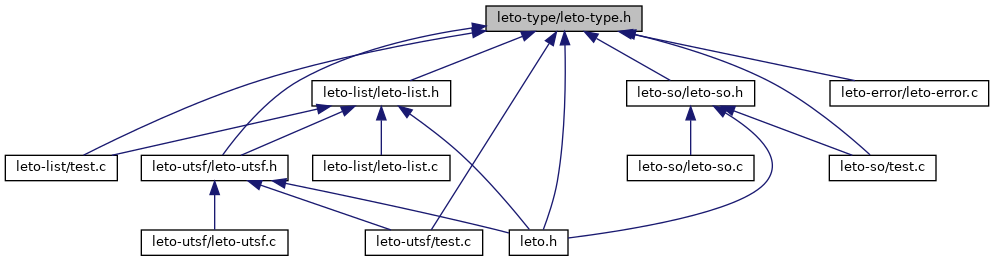 leto-type/leto-type.h
leto-list/leto-list.h
leto-so/leto-so.h
leto-error/leto-error.c
leto-list/test.c
leto-utsf/leto-utsf.h
leto-list/leto-list.c
leto-so/leto-so.c
leto-so/test.c
leto-utsf/leto-utsf.c
leto-utsf/test.c
leto.h